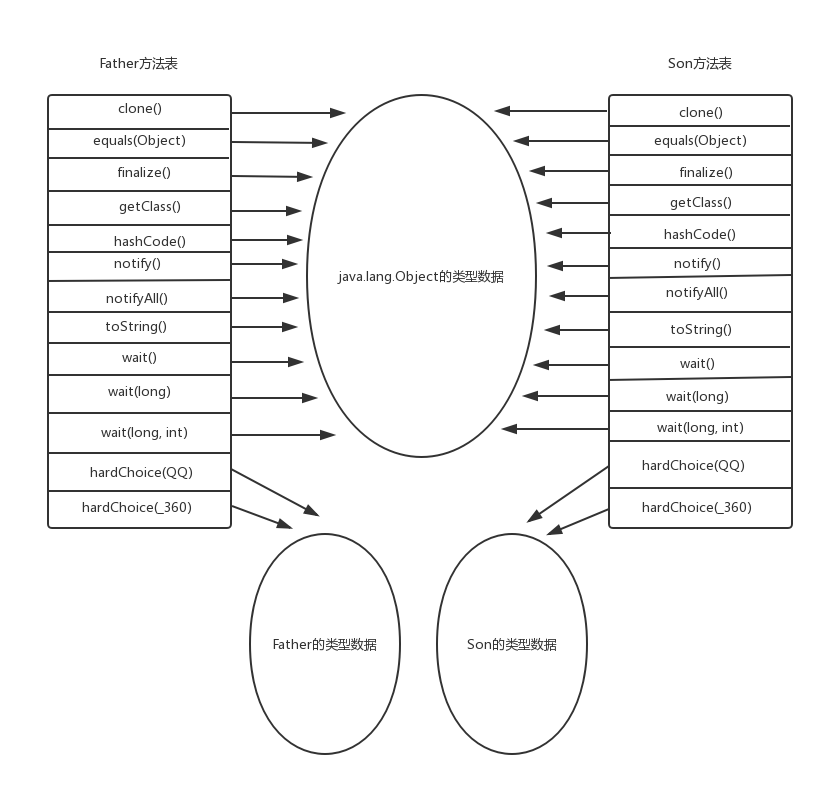 Father方法表
clone()
equals(Object)
finalize()
getClass()
hashCode()
notify()
notifyAll()
toString()
wait()
wait(long)
wait(long, int)
hardChoice(QQ)
hardChoice(_360)
java.lang.Object的类型数据
Son方法表
clone()
equals(Object)
finalize()
getClass()
hashCode()
notify()
notifyAll()
toString()
wait()
wait(long)
wait(long, int)
hardChoice(QQ)
hardChoice(_360)
Father的类型数据
Son的类型数据